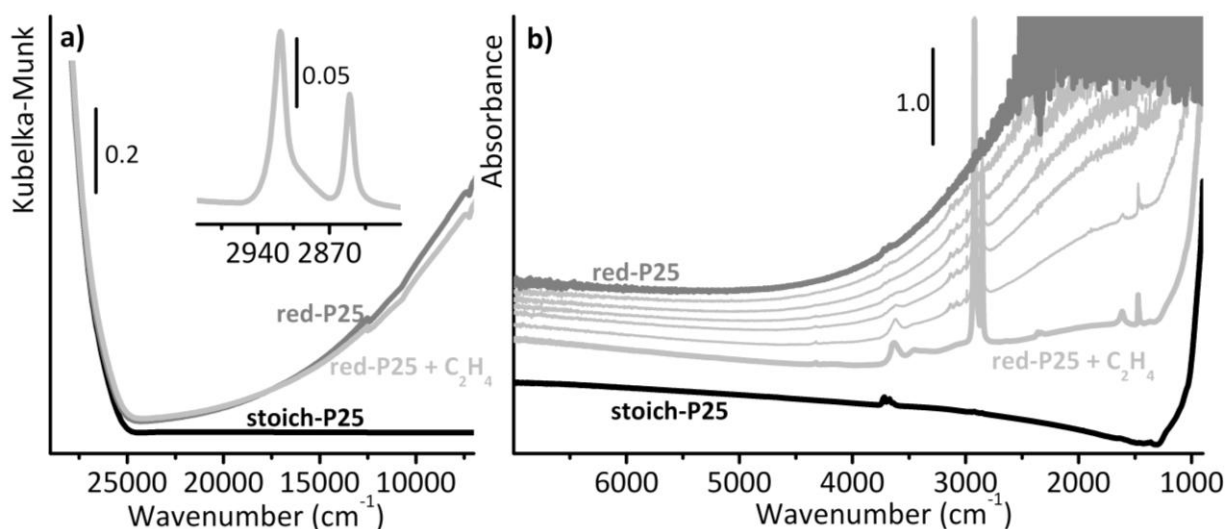 a)
Kubelka-Munk
0.2
0.05
2940 2870
red-P25
red-P25 + C₂H₄
stoich-P25
25000 20000 15000 10000
Wavenumber (cm⁻¹)
b)
Absorbance
1.0
red-P25
red-P25 + C₂H₄
stoich-P25
6000 5000 4000 3000 2000 1000
Wavenumber (cm⁻¹)